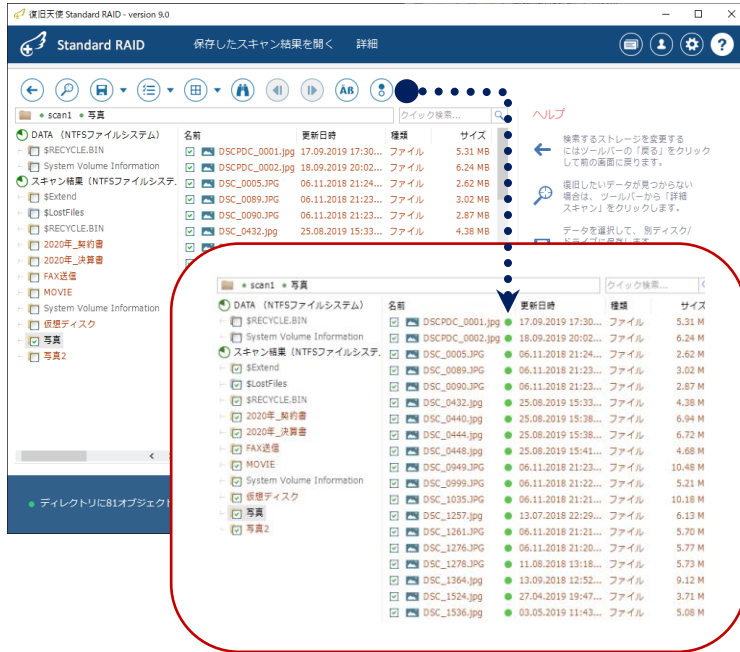 復旧天使 Standard RAID - version 9.0
Standard RAID 保存したスキャン結果を開く 詳細
ÂB
scan1 写真 クイック検索... ヘルプ
DATA （NTFSファイルシステム） 名前 更新日時 種類 サイズ
$RECYCLE.BIN DSCPDC_0001.jpg 17.09.2019 17:30... ファイル 5.31 MB
System Volume Information DSCPDC_0002.jpg 18.09.2019 20:02... ファイル 6.24 MB
スキャン結果（NTFSファイルシステ. DSC_0005.JPG 06.11.2018 21:24... ファイル 2.62 MB
$Extend DSC_0089.JPG 06.11.2018 21:23... ファイル 3.02 MB
$LostFiles DSC_0090.JPG 06.11.2018 21:23... ファイル 2.87 MB
$RECYCLE.BIN DSC_0432.jpg 25.08.2019 15:33... ファイル 4.38 MB
2020年_契約書
2020年_決算書
FAX送信
MOVIE
System Volume Information
仮想ディスク
写真
写真2
検索するストレージを変更する
にはツールバーの「戻る」をクリック
して前の画面に戻ります。
復旧したいデータが見つからない
場合は、 ツールバーから「詳細
スキャン」をクリックします。
データを選択して、 別ディスク/
ドライブに保存します
ディレクトリに81オブジェクト
scan1 写真 クイック検索...
DATA （NTFSファイルシステム） 名前 更新日時 種類 サイズ
$RECYCLE.BIN DSCPDC_0001.jpg 17.09.2019 17:30... ファイル 5.31 M
System Volume Information DSCPDC_0002.jpg 18.09.2019 20:02... ファイル 6.24 M
スキャン結果（NTFSファイルシステ. DSC_0005.JPG 06.11.2018 21:24... ファイル 2.62 M
$Extend DSC_0089.JPG 06.11.2018 21:23... ファイル 3.02 M
$LostFiles DSC_0090.JPG 06.11.2018 21:23... ファイル 2.87 M
$RECYCLE.BIN DSC_0432.jpg 25.08.2019 15:33... ファイル 4.38 M
2020年_契約書 DSC_0440.jpg 25.08.2019 15:38... ファイル 6.94 M
2020年_決算書 DSC_0444.jpg 25.08.2019 15:38... ファイル 6.72 M
FAX送信 DSC_0448.jpg 25.08.2019 15:41... ファイル 4.68 M
MOVIE DSC_0949.JPG 06.11.2018 21:23... ファイル 10.48 M
System Volume Information DSC_0999.JPG 06.11.2018 21:22... ファイル 5.21 M
仮想ディスク DSC_1035.JPG 06.11.2018 21:21... ファイル 10.18 M
写真 DSC_1257.jpg 13.07.2018 22:29... ファイル 6.13 M
写真2 DSC_1261.JPG 06.11.2018 21:21... ファイル 5.70 M
DSC_1276.JPG 06.11.2018 21:20... ファイル 5.77 M
DSC_1278.JPG 11.08.2018 13:18... ファイル 5.73 M
DSC_1364.jpg 13.09.2018 12:52... ファイル 9.12 M
DSC_1524.jpg 27.04.2019 19:47... ファイル 3.71 M
DSC_1536.jpg 03.05.2019 11:43... ファイル 5.08 M